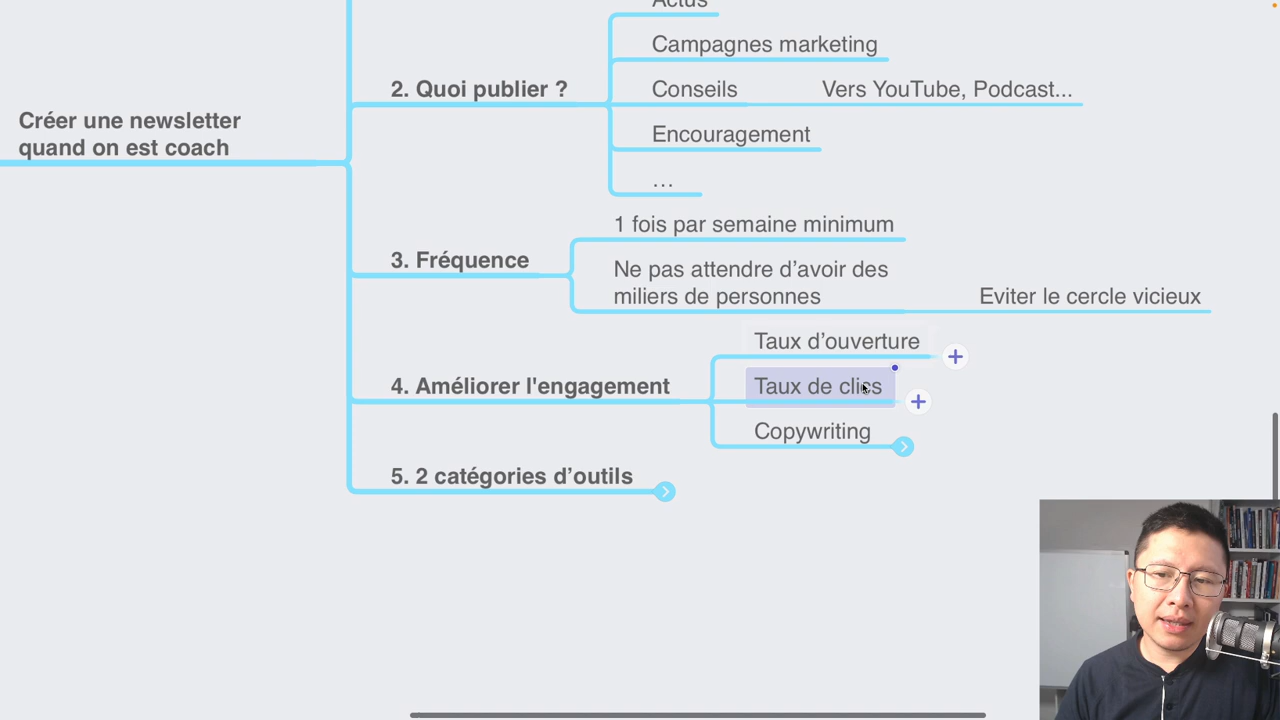 Actus
Campagnes marketing
2. Quoi publier ?
Conseils
Vers YouTube, Podcast...
Créer une newsletter
quand on est coach
Encouragement
...
1 fois par semaine minimum
3. Fréquence
Ne pas attendre d’avoir des
miliers de personnes
Eviter le cercle vicieux
Taux d’ouverture
4. Améliorer l'engagement
Taux de clics
Copywriting
5. 2 catégories d’outils